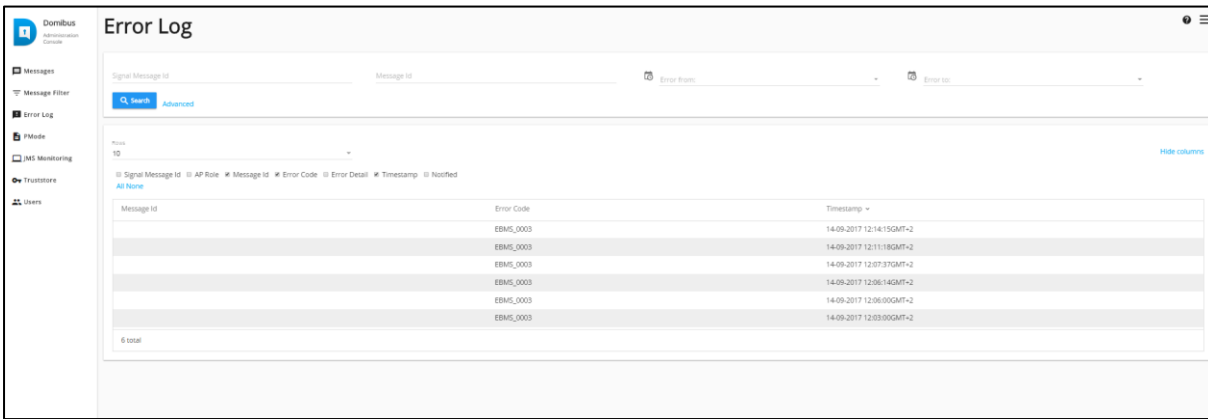 Domibus
Administration
Console
Error Log
Messages
Message Filter
Error Log
PMode
JMS Monitoring
Truststore
Users
Signal Message Id Message Id Error from: Error to:
Search Advanced
Rows
10
Hide columns
Signal Message Id AP Role Message Id Error Code Error Detail Timestamp Notified
All None
Message Id Error Code Timestamp
EBMS_0003 14-09-2017 12:14:15GMT+2
EBMS_0003 14-09-2017 12:11:18GMT+2
EBMS_0003 14-09-2017 12:07:37GMT+2
EBMS_0003 14-09-2017 12:06:14GMT+2
EBMS_0003 14-09-2017 12:06:00GMT+2
EBMS_0003 14-09-2017 12:03:00GMT+2
6 total